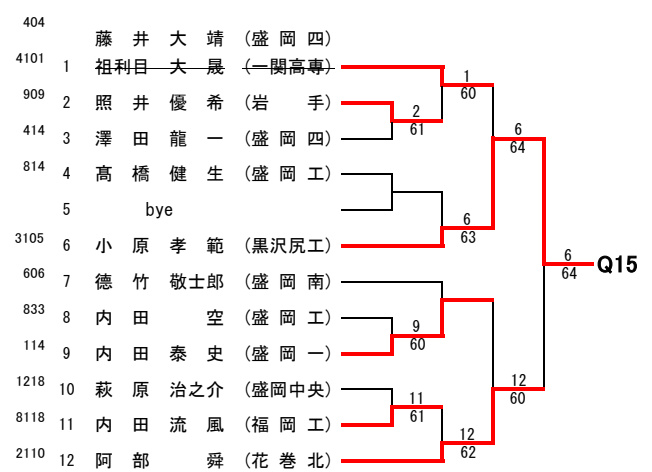 404
藤 井 大 靖 (盛 岡 四)
4101 1 祖利目 大 晟 (一関高専)
909 2 照 井 優 希 (岩 手)
414 3 澤 田 龍 一 (盛 岡 四)
814 4 髙 橋 健 生 (盛 岡 工)
5 bye
3105 6 小 原 孝 範 (黒沢尻工)
606 7 德 竹 敬士郎 (盛 岡 南)
833 8 内 田 空 (盛 岡 工)
114 9 内 田 泰 史 (盛 岡 一)
1218 10 萩 原 治之介 (盛岡中央)
8118 11 内 田 流 風 (福 岡 工)
2110 12 阿 部 舜 (花 巻 北)
2
61
1
60
6
63
6
64
9
60
11
61
12
62
12
60
6
64
Q15